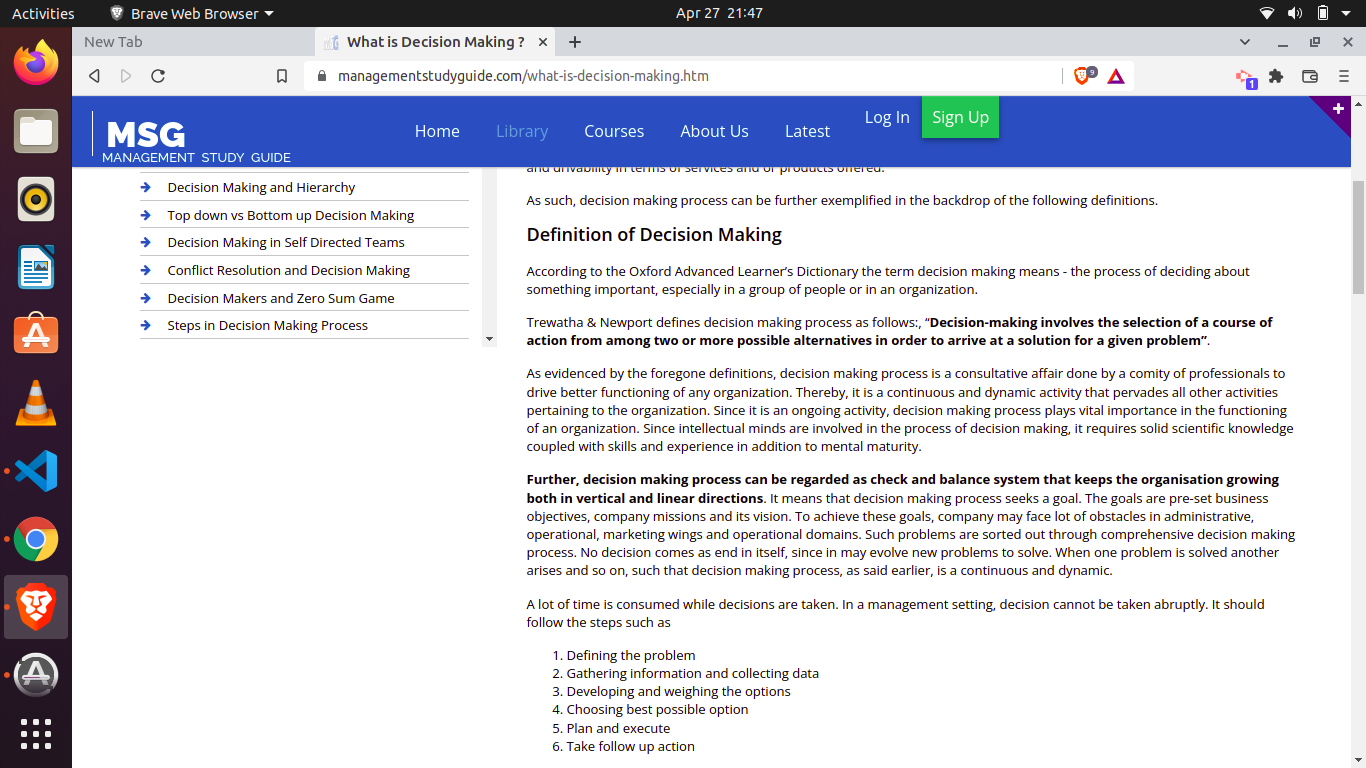 Activities
Brave Web Browser
Apr 27 21:47
New Tab
What is Decision Making ?
managementstudyguide.com/what-is-decision-making.htm
9
1
MSG
MANAGEMENT STUDY GUIDE
Home
Library
Courses
About Us
Latest
Log In
Sign Up
+
Decision Making and Hierarchy
Top down vs Bottom up Decision Making
Decision Making in Self Directed Teams
Conflict Resolution and Decision Making
Decision Makers and Zero Sum Game
Steps in Decision Making Process
and drivability in terms of services and or products offered.
As such, decision making process can be further exemplified in the backdrop of the following definitions.
Definition of Decision Making
According to the Oxford Advanced Learner’s Dictionary the term decision making means - the process of deciding about
something important, especially in a group of people or in an organization.
Trewatha & Newport defines decision making process as follows:, “Decision-making involves the selection of a course of
action from among two or more possible alternatives in order to arrive at a solution for a given problem”.
As evidenced by the foregone definitions, decision making process is a consultative affair done by a comity of professionals to
drive better functioning of any organization. Thereby, it is a continuous and dynamic activity that pervades all other activities
pertaining to the organization. Since it is an ongoing activity, decision making process plays vital importance in the functioning
of an organization. Since intellectual minds are involved in the process of decision making, it requires solid scientific knowledge
coupled with skills and experience in addition to mental maturity.
Further, decision making process can be regarded as check and balance system that keeps the organisation growing
both in vertical and linear directions. It means that decision making process seeks a goal. The goals are pre-set business
objectives, company missions and its vision. To achieve these goals, company may face lot of obstacles in administrative,
operational, marketing wings and operational domains. Such problems are sorted out through comprehensive decision making
process. No decision comes as end in itself, since in may evolve new problems to solve. When one problem is solved another
arises and so on, such that decision making process, as said earlier, is a continuous and dynamic.
A lot of time is consumed while decisions are taken. In a management setting, decision cannot be taken abruptly. It should
follow the steps such as
1. Defining the problem
2. Gathering information and collecting data
3. Developing and weighing the options
4. Choosing best possible option
5. Plan and execute
6. Take follow up action